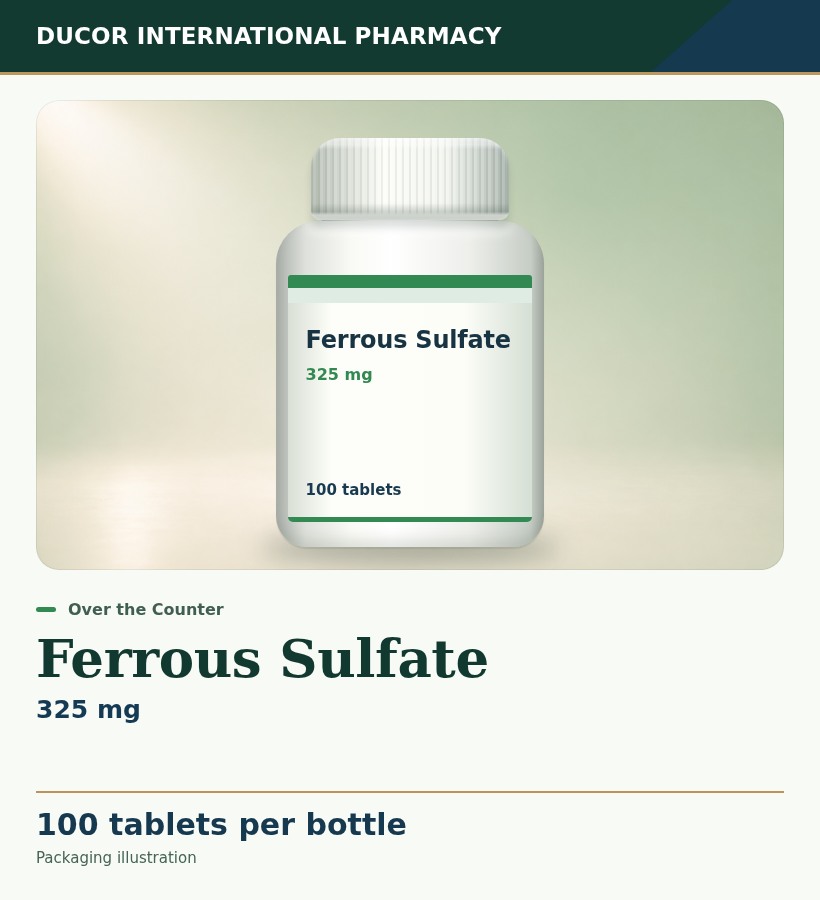 DUCOR INTERNATIONAL PHARMACY
Ferrous Sulfate
325 mg
100 tablets
Over the Counter
Ferrous Sulfate
325 mg
100 tablets per bottle
Packaging illustration